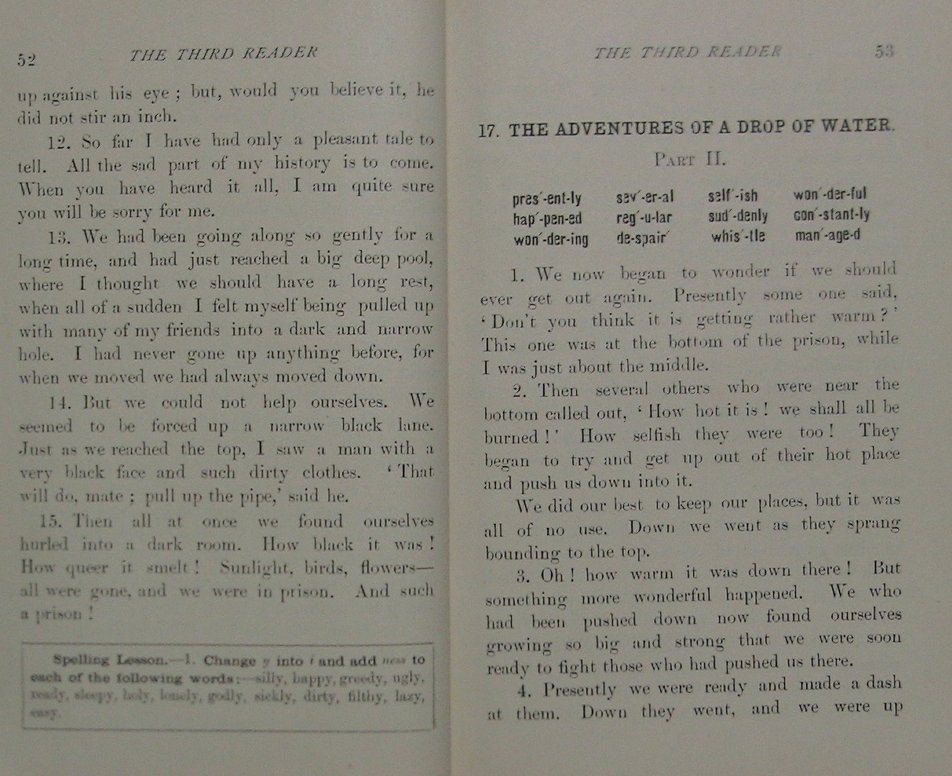 52 THE THIRD READER
up against his eye ; but, would you believe it, he
did not stir an inch.
12. So far I have had only a pleasant tale to
tell. All the sad part of my history is to come.
When you have heard it all, I am quite sure
you will be sorry for me.
13. We had been going along so gently for a
long time, and had just reached a big deep pool,
where I thought we should have a long rest,
when all of a sudden I felt myself being pulled up
with many of my friends into a dark and narrow
hole. I had never gone up anything before, for
when we moved we had always moved down.
14. But we could not help ourselves. We
seemed to be forced up a narrow black lane.
Just as we reached the top, I saw a man with a
very black face and such dirty clothes. ‘ That
will do, mate ; pull up the pipe,’ said he.
15. Then all at once we found ourselves
hurled into a dark room. How black it was !
How queer it smelt ! Sunlight, birds, flowers—
all were gone, and we were in prison. And such
a prison !
Spelling Lesson.—1. Change y into i and add ness to
each of the following words:—silly, happy, greedy, ugly,
ready, sleepy, holy, lonely, godly, sickly, dirty, filthy, lazy,
easy.
THE THIRD READER 53
17. THE ADVENTURES OF A DROP OF WATER.
PART II.
pres´-ent-ly sev´-er-al self´-ish won´-der-ful
hap´-pen-ed reg´-u-lar sud´-denly con´-stant-ly
won´-der-ing de-spair´ whis´-tle man´-age-d
1. We now began to wonder if we should
ever get out again. Presently some one said,
‘ Don't you think it is getting rather warm ? ’
This one was at the bottom of the prison, while
I was just about the middle.
2. Then several others who were near the
bottom called out, ‘ How hot it is ! we shall all be
burned ! ’ How selfish they were too ! They
began to try and get up out of their hot place
and push us down into it.
We did our best to keep our places, but it was
all of no use. Down we went as they sprang
bounding to the top.
3. Oh ! how warm it was down there ! But
something more wonderful happened. We who
had been pushed down now found ourselves
growing so big and strong that we were soon
ready to fight those who had pushed us there.
4. Presently we were ready and made a dash
at them. Down they went, and we were up